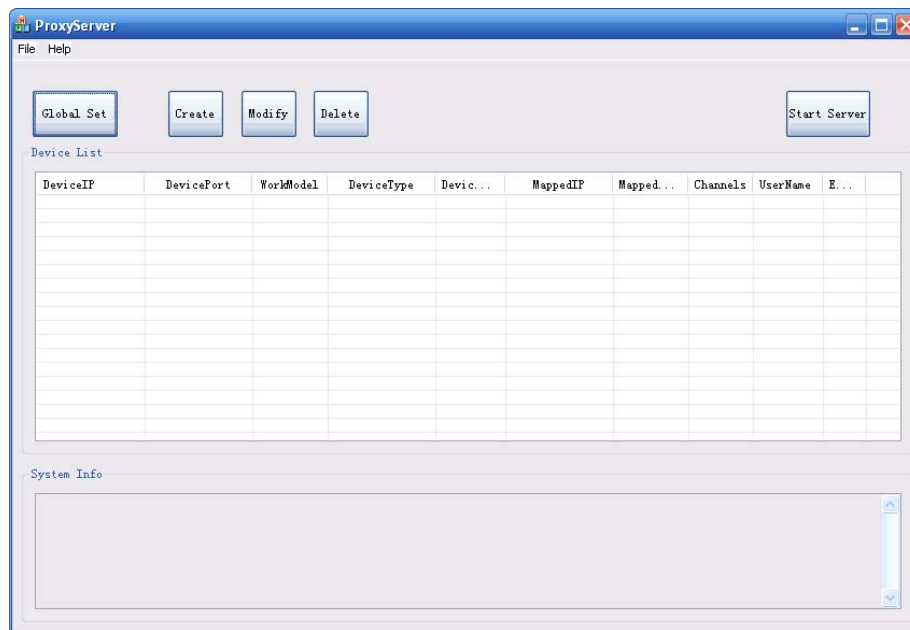 ProxyServer
File Help
Global Set Create Modify Delete Start Server
Device List
DeviceIP DevicePort WorkModel DeviceType Devic... MappedIP Mapped... Channels UserName E...
System Info